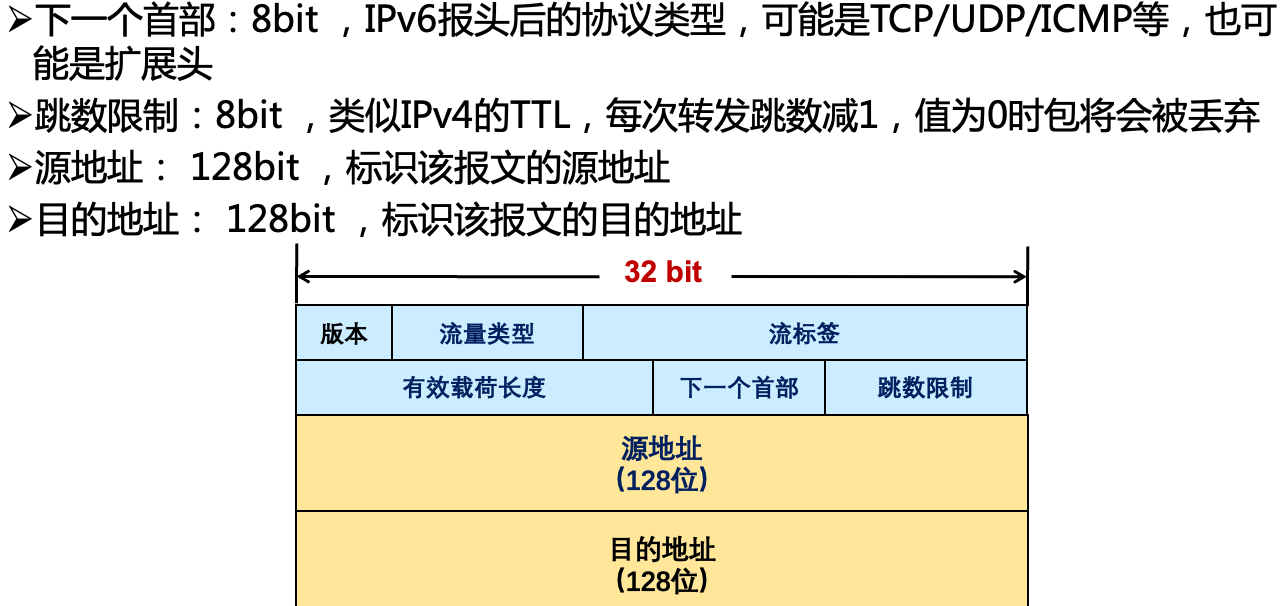 ➢下一个首部：8bit ，IPv6报头后的协议类型，可能是TCP/UDP/ICMP等，也可
能是扩展头
➢跳数限制：8bit ，类似IPv4的TTL，每次转发跳数减1，值为0时包将会被丢弃
➢源地址： 128bit ，标识该报文的源地址
➢目的地址： 128bit ，标识该报文的目的地址
32 bit
版本 流量类型 流标签
有效载荷长度 下一个首部 跳数限制
源地址
(128位)
目的地址
(128位)